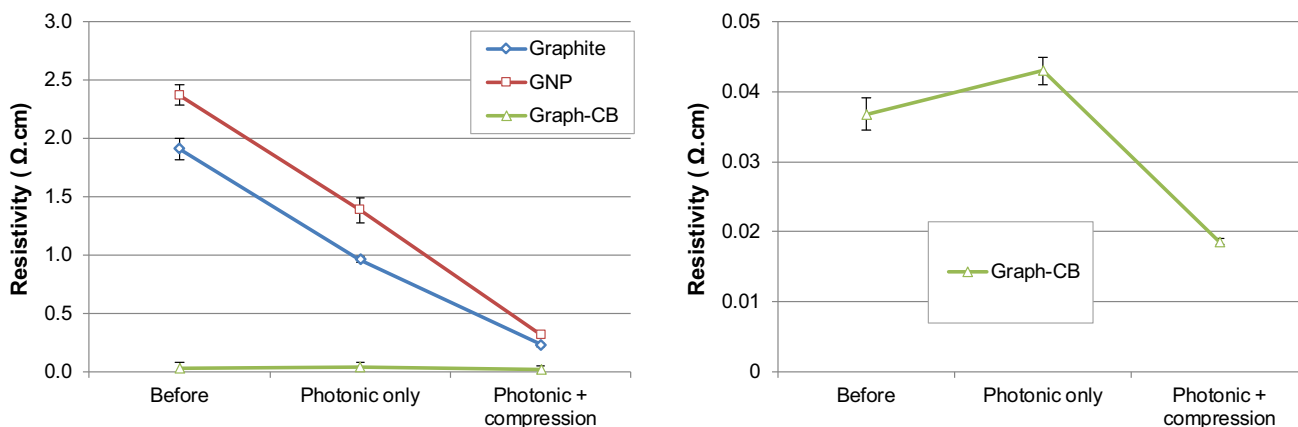 Resistivity ( Ω.cm)
3.0
2.5
2.0
1.5
1.0
0.5
0.0
Graphite
GNP
Graph-CB
Before
Photonic only
Photonic +
compression
Resistivity ( Ω.cm)
0.05
0.04
0.03
0.02
0.01
0
Graph-CB
Before
Photonic only
Photonic +
compression